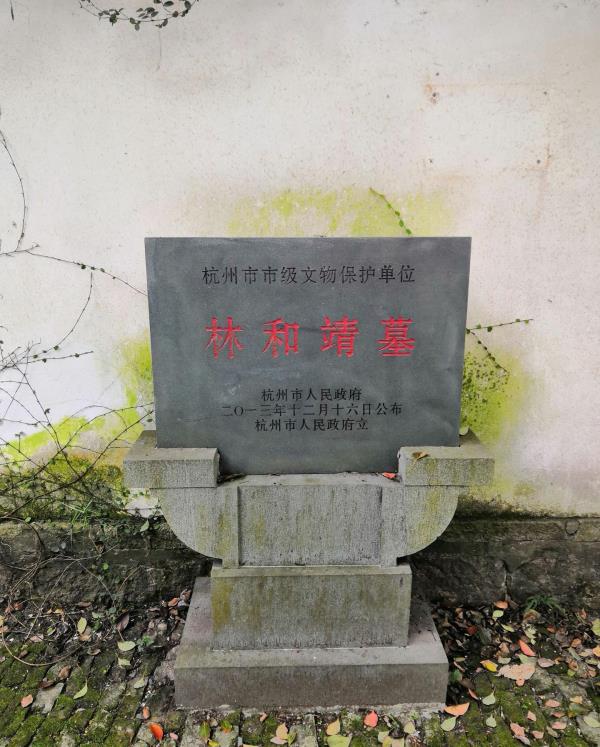 杭州市市级文物保护单位
林和靖墓
杭州市人民政府
二〇一三年十二月十六日公布
杭州市人民政府立